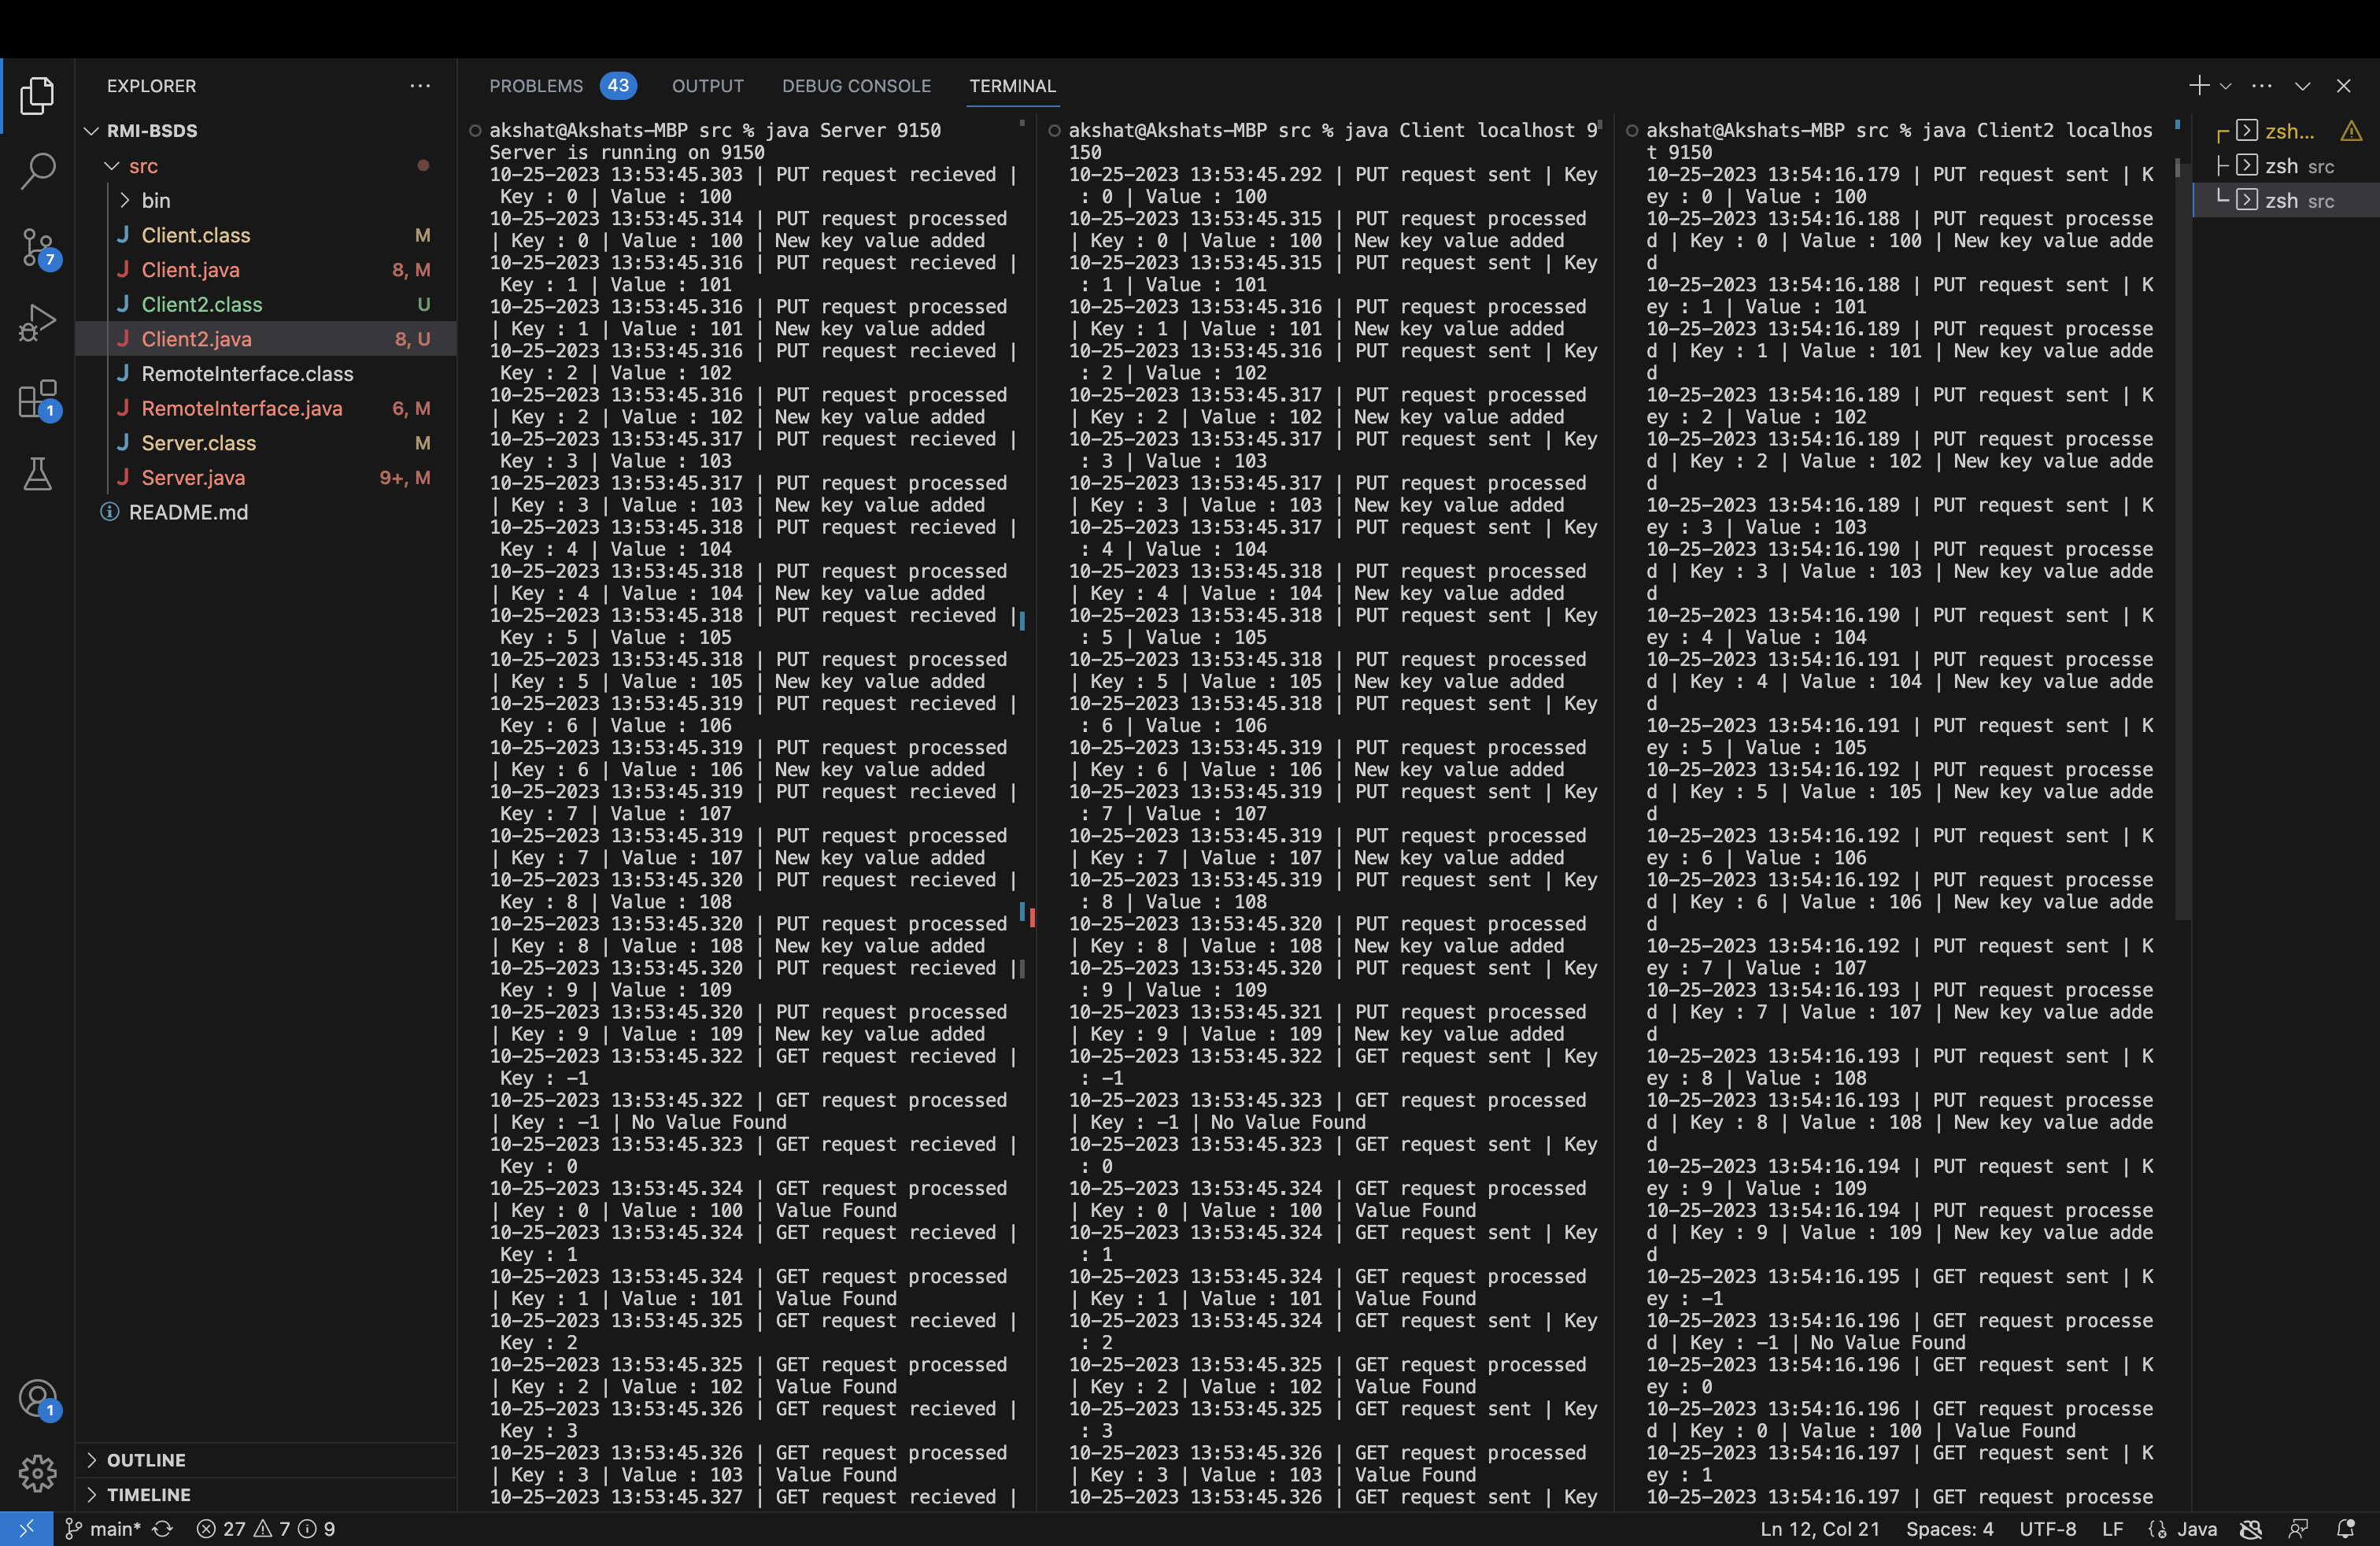 EXPLORER
RMI-BSDS
src
bin
Client.class M
Client.java 8, M
Client2.class U
Client2.java 8, U
RemoteInterface.class
RemoteInterface.java 6, M
Server.class M
Server.java 9+, M
README.md
OUTLINE
TIMELINE
7
1
1
PROBLEMS 43 OUTPUT DEBUG CONSOLE TERMINAL
akshat@Akshats-MBP src % java Server 9150
Server is running on 9150
10-25-2023 13:53:45.303 | PUT request recieved |
Key : 0 | Value : 100
10-25-2023 13:53:45.314 | PUT request processed
| Key : 0 | Value : 100 | New key value added
10-25-2023 13:53:45.316 | PUT request recieved |
Key : 1 | Value : 101
10-25-2023 13:53:45.316 | PUT request processed
| Key : 1 | Value : 101 | New key value added
10-25-2023 13:53:45.316 | PUT request recieved |
Key : 2 | Value : 102
10-25-2023 13:53:45.316 | PUT request processed
| Key : 2 | Value : 102 | New key value added
10-25-2023 13:53:45.317 | PUT request recieved |
Key : 3 | Value : 103
10-25-2023 13:53:45.317 | PUT request processed
| Key : 3 | Value : 103 | New key value added
10-25-2023 13:53:45.318 | PUT request recieved |
Key : 4 | Value : 104
10-25-2023 13:53:45.318 | PUT request processed
| Key : 4 | Value : 104 | New key value added
10-25-2023 13:53:45.318 | PUT request recieved |
Key : 5 | Value : 105
10-25-2023 13:53:45.318 | PUT request processed
| Key : 5 | Value : 105 | New key value added
10-25-2023 13:53:45.319 | PUT request recieved |
Key : 6 | Value : 106
10-25-2023 13:53:45.319 | PUT request processed
| Key : 6 | Value : 106 | New key value added
10-25-2023 13:53:45.319 | PUT request recieved |
Key : 7 | Value : 107
10-25-2023 13:53:45.319 | PUT request processed
| Key : 7 | Value : 107 | New key value added
10-25-2023 13:53:45.320 | PUT request recieved |
Key : 8 | Value : 108
10-25-2023 13:53:45.320 | PUT request processed
| Key : 8 | Value : 108 | New key value added
10-25-2023 13:53:45.320 | PUT request recieved |
Key : 9 | Value : 109
10-25-2023 13:53:45.320 | PUT request processed
| Key : 9 | Value : 109 | New key value added
10-25-2023 13:53:45.322 | GET request recieved |
Key : -1
10-25-2023 13:53:45.322 | GET request processed
| Key : -1 | No Value Found
10-25-2023 13:53:45.323 | GET request recieved |
Key : 0
10-25-2023 13:53:45.324 | GET request processed
| Key : 0 | Value : 100 | Value Found
10-25-2023 13:53:45.324 | GET request recieved |
Key : 1
10-25-2023 13:53:45.324 | GET request processed
| Key : 1 | Value : 101 | Value Found
10-25-2023 13:53:45.325 | GET request recieved |
Key : 2
10-25-2023 13:53:45.325 | GET request processed
| Key : 2 | Value : 102 | Value Found
10-25-2023 13:53:45.326 | GET request recieved |
Key : 3
10-25-2023 13:53:45.326 | GET request processed
| Key : 3 | Value : 103 | Value Found
10-25-2023 13:53:45.327 | GET request recieved |
akshat@Akshats-MBP src % java Client localhost 9
150
10-25-2023 13:53:45.292 | PUT request sent | Key
: 0 | Value : 100
10-25-2023 13:53:45.315 | PUT request processed
| Key : 0 | Value : 100 | New key value added
10-25-2023 13:53:45.315 | PUT request sent | Key
: 1 | Value : 101
10-25-2023 13:53:45.316 | PUT request processed
| Key : 1 | Value : 101 | New key value added
10-25-2023 13:53:45.316 | PUT request sent | Key
: 2 | Value : 102
10-25-2023 13:53:45.317 | PUT request processed
| Key : 2 | Value : 102 | New key value added
10-25-2023 13:53:45.317 | PUT request sent | Key
: 3 | Value : 103
10-25-2023 13:53:45.317 | PUT request processed
| Key : 3 | Value : 103 | New key value added
10-25-2023 13:53:45.317 | PUT request sent | Key
: 4 | Value : 104
10-25-2023 13:53:45.318 | PUT request processed
| Key : 4 | Value : 104 | New key value added
10-25-2023 13:53:45.318 | PUT request sent | Key
: 5 | Value : 105
10-25-2023 13:53:45.318 | PUT request processed
| Key : 5 | Value : 105 | New key value added
10-25-2023 13:53:45.318 | PUT request sent | Key
: 6 | Value : 106
10-25-2023 13:53:45.319 | PUT request processed
| Key : 6 | Value : 106 | New key value added
10-25-2023 13:53:45.319 | PUT request sent | Key
: 7 | Value : 107
10-25-2023 13:53:45.319 | PUT request processed
| Key : 7 | Value : 107 | New key value added
10-25-2023 13:53:45.319 | PUT request sent | Key
: 8 | Value : 108
10-25-2023 13:53:45.320 | PUT request processed
| Key : 8 | Value : 108 | New key value added
10-25-2023 13:53:45.320 | PUT request sent | Key
: 9 | Value : 109
10-25-2023 13:53:45.321 | PUT request processed
| Key : 9 | Value : 109 | New key value added
10-25-2023 13:53:45.322 | GET request sent | Key
: -1
10-25-2023 13:53:45.323 | GET request processed
| Key : -1 | No Value Found
10-25-2023 13:53:45.323 | GET request sent | Key
: 0
10-25-2023 13:53:45.324 | GET request processed
| Key : 0 | Value : 100 | Value Found
10-25-2023 13:53:45.324 | GET request sent | Key
: 1
10-25-2023 13:53:45.324 | GET request processed
| Key : 1 | Value : 101 | Value Found
10-25-2023 13:53:45.324 | GET request sent | Key
: 2
10-25-2023 13:53:45.325 | GET request processed
| Key : 2 | Value : 102 | Value Found
10-25-2023 13:53:45.325 | GET request sent | Key
: 3
10-25-2023 13:53:45.326 | GET request processed
| Key : 3 | Value : 103 | Value Found
10-25-2023 13:53:45.326 | GET request sent | Key
akshat@Akshats-MBP src % java Client2 localhos
t 9150
10-25-2023 13:54:16.179 | PUT request sent | K
ey : 0 | Value : 100
10-25-2023 13:54:16.188 | PUT request processe
d | Key : 0 | Value : 100 | New key value adde
d
10-25-2023 13:54:16.188 | PUT request sent | K
ey : 1 | Value : 101
10-25-2023 13:54:16.189 | PUT request processe
d | Key : 1 | Value : 101 | New key value adde
d
10-25-2023 13:54:16.189 | PUT request sent | K
ey : 2 | Value : 102
10-25-2023 13:54:16.189 | PUT request processe
d | Key : 2 | Value : 102 | New key value adde
d
10-25-2023 13:54:16.189 | PUT request sent | K
ey : 3 | Value : 103
10-25-2023 13:54:16.190 | PUT request processe
d | Key : 3 | Value : 103 | New key value adde
d
10-25-2023 13:54:16.190 | PUT request sent | K
ey : 4 | Value : 104
10-25-2023 13:54:16.191 | PUT request processe
d | Key : 4 | Value : 104 | New key value adde
d
10-25-2023 13:54:16.191 | PUT request sent | K
ey : 5 | Value : 105
10-25-2023 13:54:16.192 | PUT request processe
d | Key : 5 | Value : 105 | New key value adde
d
10-25-2023 13:54:16.192 | PUT request sent | K
ey : 6 | Value : 106
10-25-2023 13:54:16.192 | PUT request processe
d | Key : 6 | Value : 106 | New key value adde
d
10-25-2023 13:54:16.192 | PUT request sent | K
ey : 7 | Value : 107
10-25-2023 13:54:16.193 | PUT request processe
d | Key : 7 | Value : 107 | New key value adde
d
10-25-2023 13:54:16.193 | PUT request sent | K
ey : 8 | Value : 108
10-25-2023 13:54:16.193 | PUT request processe
d | Key : 8 | Value : 108 | New key value adde
d
10-25-2023 13:54:16.194 | PUT request sent | K
ey : 9 | Value : 109
10-25-2023 13:54:16.194 | PUT request processe
d | Key : 9 | Value : 109 | New key value adde
d
10-25-2023 13:54:16.195 | GET request sent | K
ey : -1
10-25-2023 13:54:16.196 | GET request processe
d | Key : -1 | No Value Found
10-25-2023 13:54:16.196 | GET request sent | K
ey : 0
10-25-2023 13:54:16.196 | GET request processe
d | Key : 0 | Value : 100 | Value Found
10-25-2023 13:54:16.197 | GET request sent | K
ey : 1
10-25-2023 13:54:16.197 | GET request processe
zsh...
zsh src
zsh src
main* 27 7 9
Ln 12, Col 21 Spaces: 4 UTF-8 LF Java